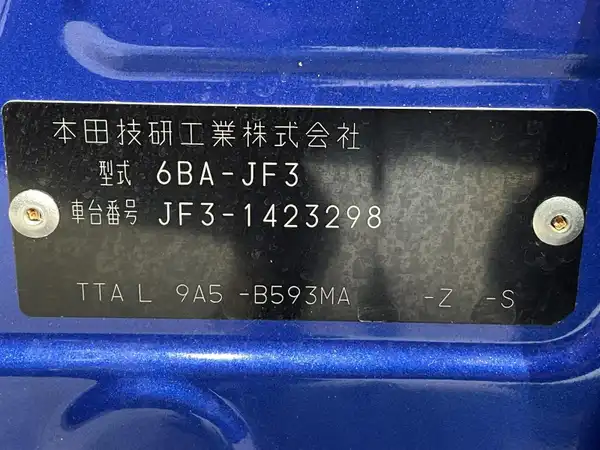 本田技研工業株式会社
型式 6BA-JF3
車台番号 JF3-1423298
TTA L 9A5 -B593MA -Z -S